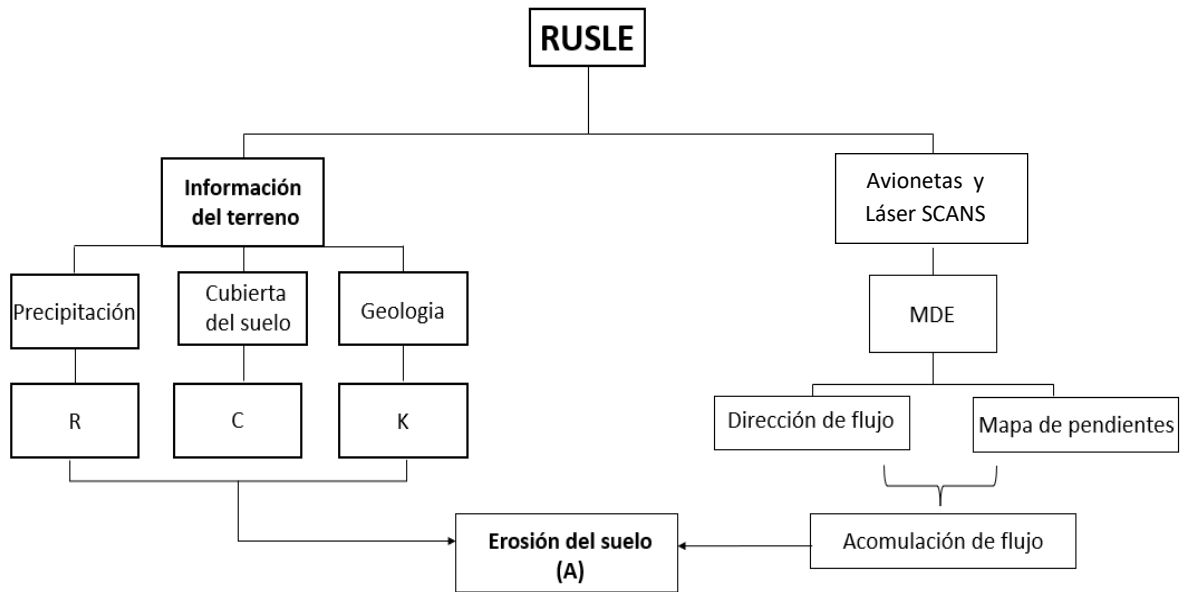 RUSLE
Información
del terreno
Avionetas y
Láser SCANS
Precipitación
Cubierta
del suelo
Geologia
MDE
R
C
K
Dirección de flujo
Mapa de pendientes
Erosión del suelo
(A)
Acomulación de flujo